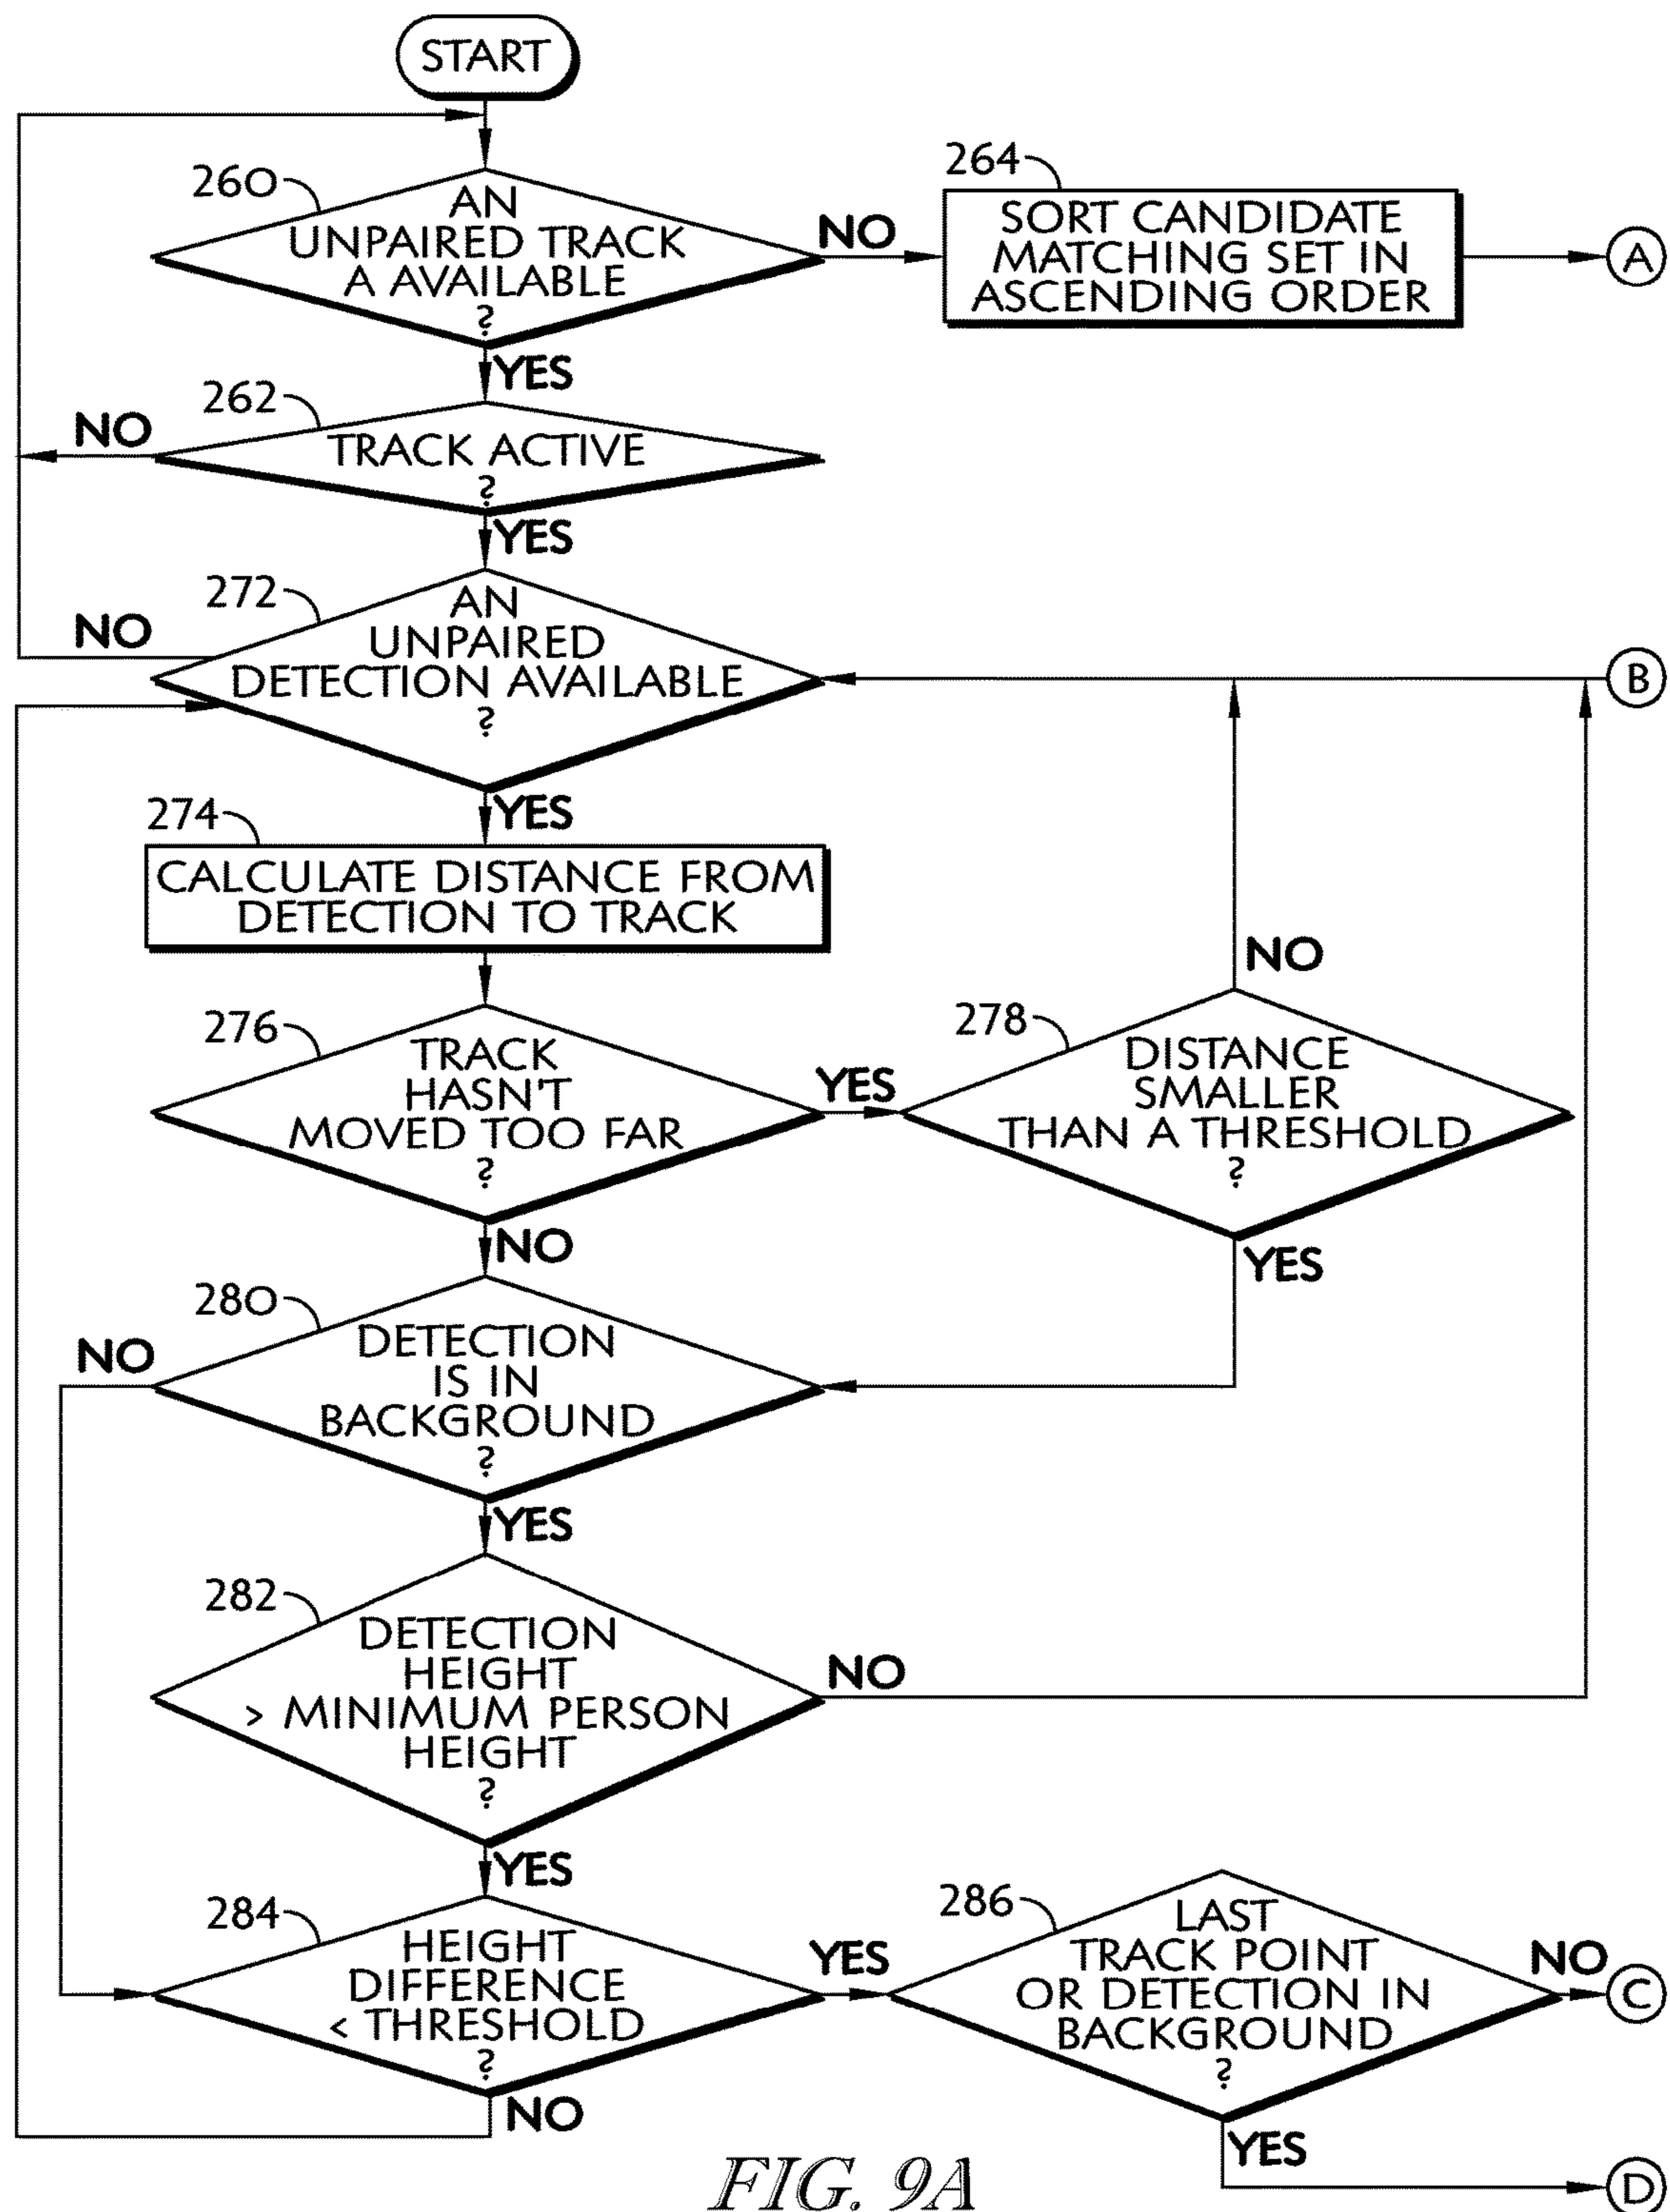 START
260
AN
UNPAIRED TRACK
A AVAILABLE
?
NO
264
SORT CANDIDATE
MATCHING SET IN
ASCENDING ORDER
A
YES
262
NO
TRACK ACTIVE
?
YES
272
NO
AN
UNPAIRED
DETECTION AVAILABLE
?
B
YES
274
CALCULATE DISTANCE FROM
DETECTION TO TRACK
276
TRACK
HASN'T
MOVED TOO FAR
?
YES
NO
278
DISTANCE
SMALLER
THAN A THRESHOLD
?
NO
YES
280
NO
DETECTION
IS IN
BACKGROUND
?
YES
282
DETECTION
HEIGHT
> MINIMUM PERSON
HEIGHT
?
NO
YES
284
HEIGHT
DIFFERENCE
< THRESHOLD
?
YES
NO
286
LAST
TRACK POINT
OR DETECTION IN
BACKGROUND
?
NO
C
YES
D
FIG. 9A